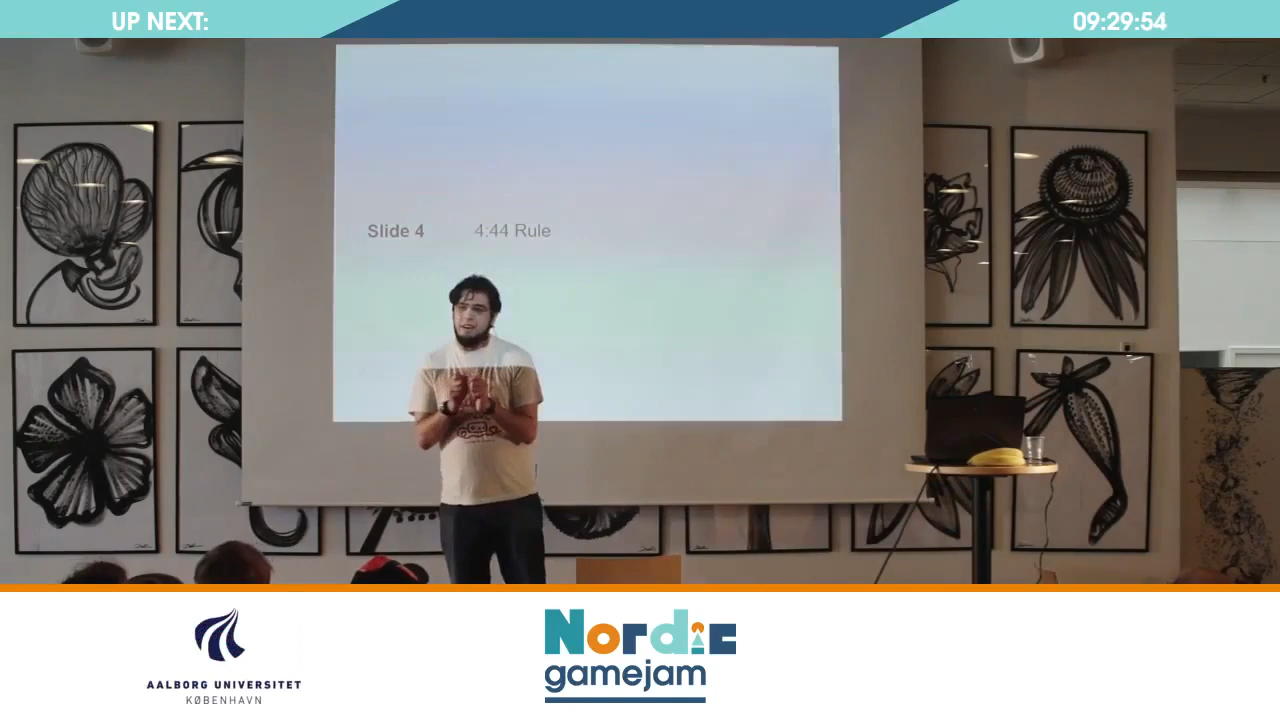 UP NEXT:
09:29:54
Slide 4 4:44 Rule
AALBORG UNIVERSITET
KØBENHAVN
Nordic
gamejam